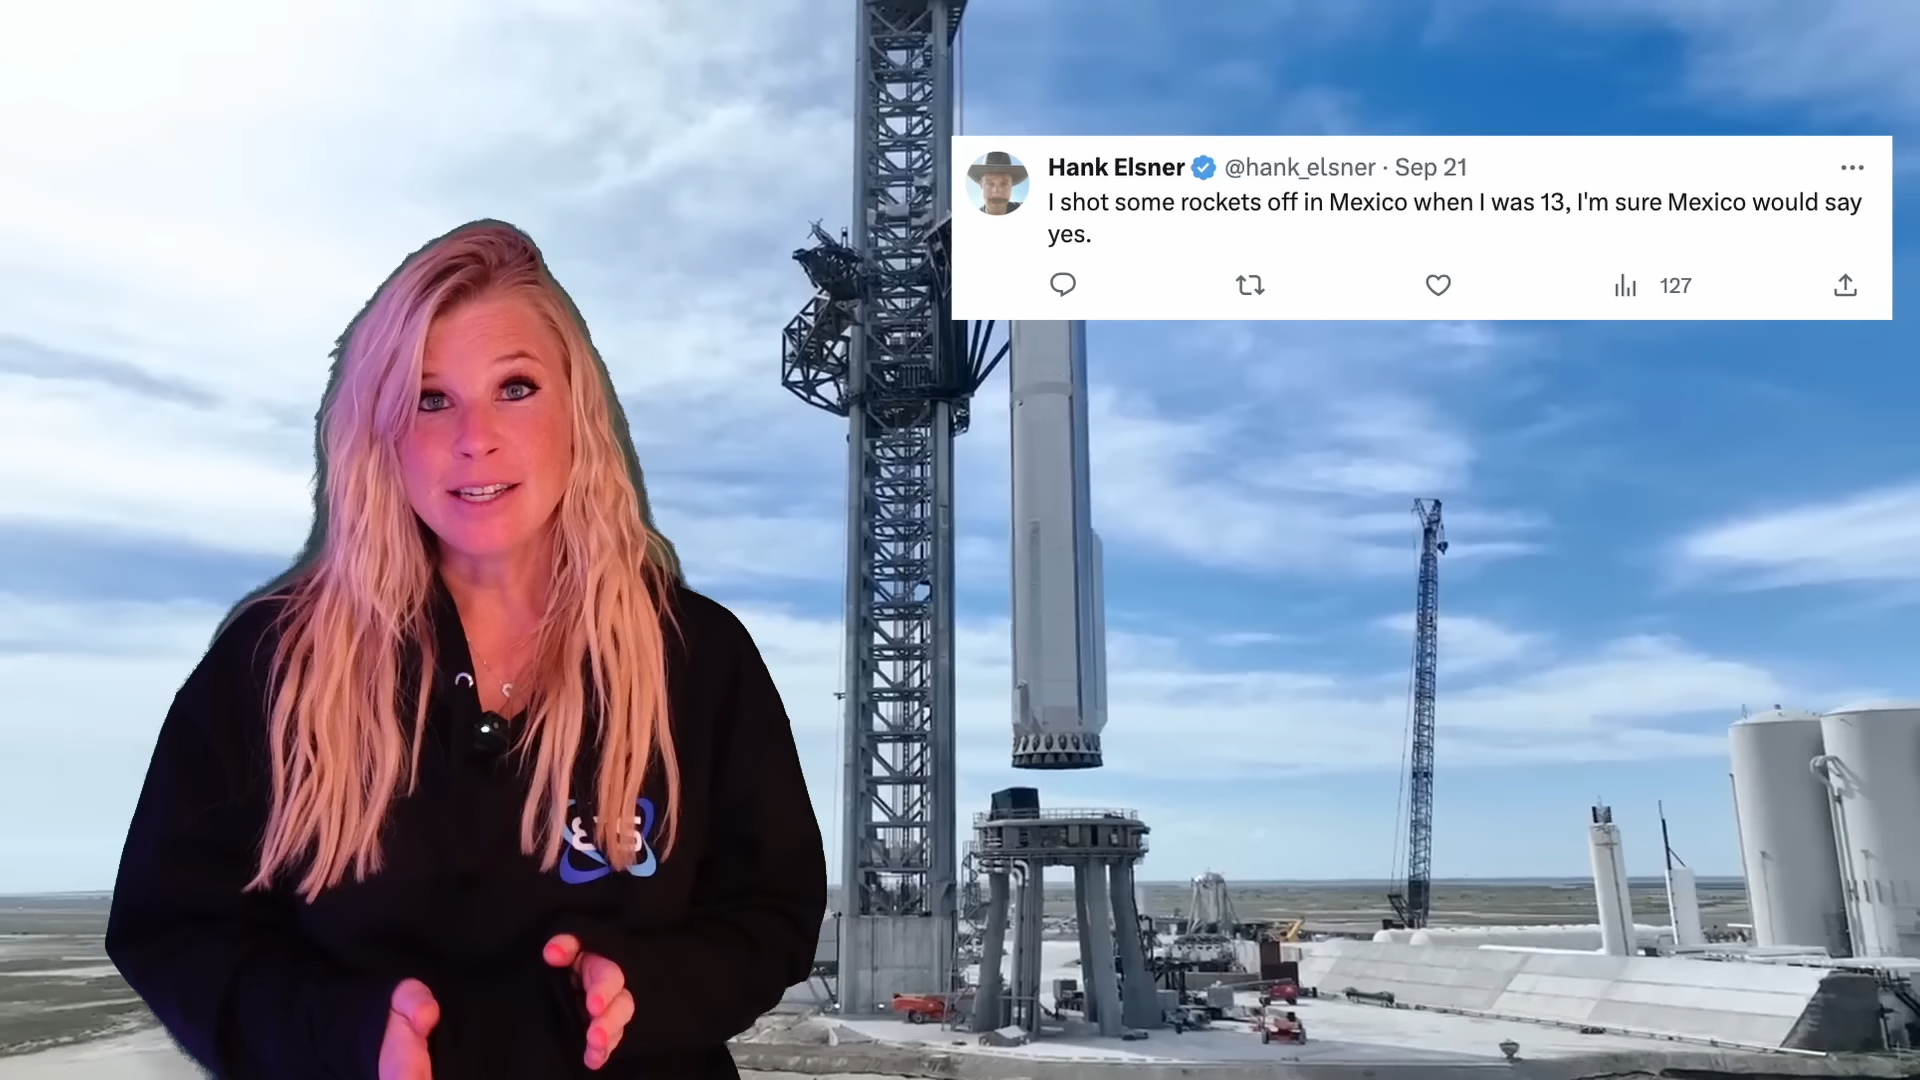 Hank Elsner @hank_elsner · Sep 21
I shot some rockets off in Mexico when I was 13, I'm sure Mexico would say
yes.
127